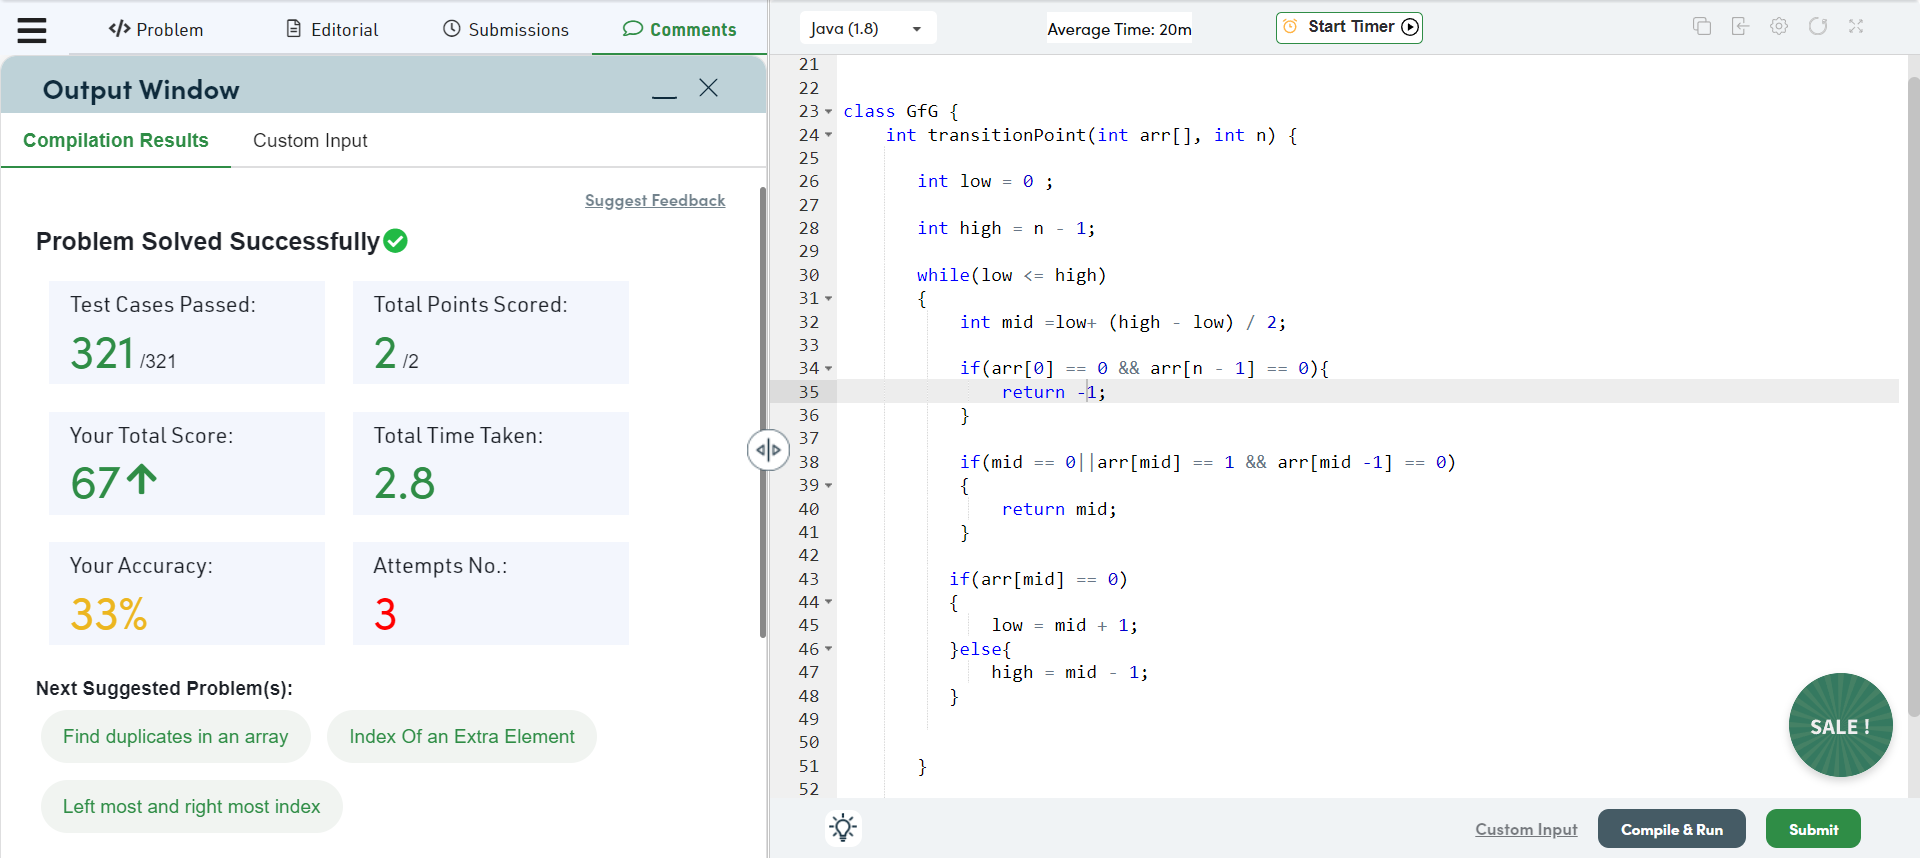 Problem
Editorial
Submissions
Comments
Output Window
Compilation Results
Custom Input
Suggest Feedback
Problem Solved Successfully
Test Cases Passed:
321 /321
Total Points Scored:
2 /2
Your Total Score:
67
Total Time Taken:
2.8
Your Accuracy:
33%
Attempts No.:
3
Next Suggested Problem(s):
Find duplicates in an array
Index Of an Extra Element
Left most and right most index
Java (1.8)
Average Time: 20m
Start Timer
21
22
23 class GfG {
24 int transitionPoint(int arr[], int n) {
25
26 int low = 0 ;
27
28 int high = n - 1;
29
30 while(low <= high)
31 {
32 int mid =low+ (high - low) / 2;
33
34 if(arr[0] == 0 && arr[n - 1] == 0){
35 return -1;
36 }
37
38 if(mid == 0||arr[mid] == 1 && arr[mid -1] == 0)
39 {
40 return mid;
41 }
42
43 if(arr[mid] == 0)
44 {
45 low = mid + 1;
46 }else{
47 high = mid - 1;
48 }
49
50
51 }
52
SALE !
Custom Input
Compile & Run
Submit